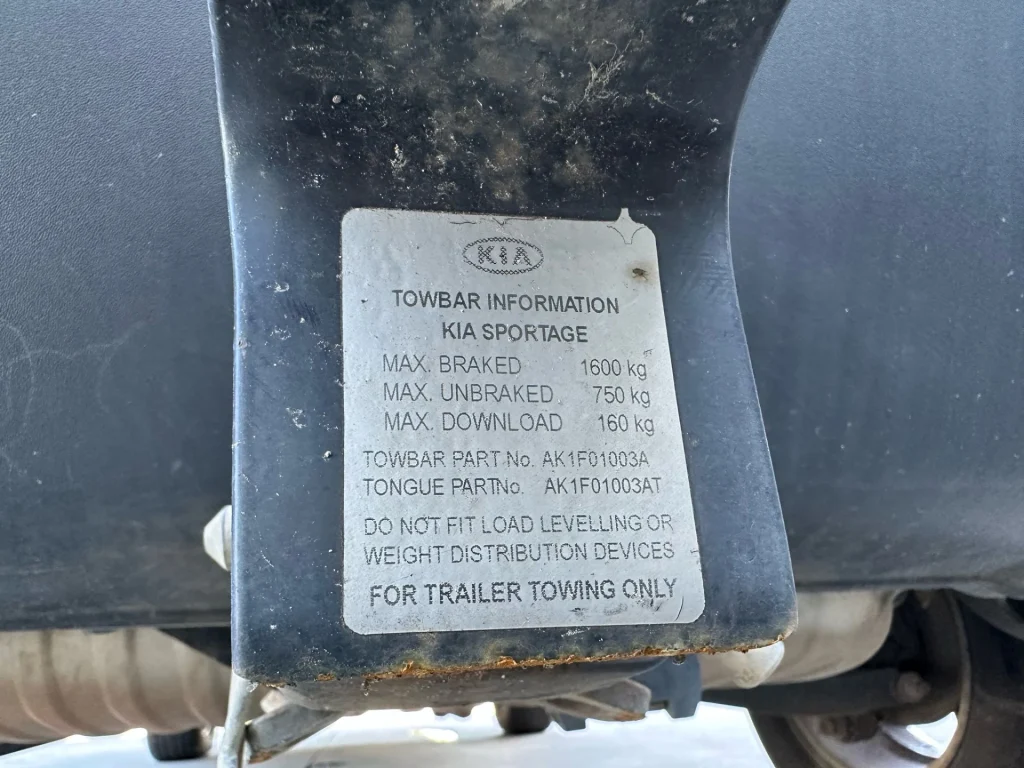 KIA
TOWBAR INFORMATION
KIA SPORTAGE
MAX. BRAKED 1600 kg
MAX. UNBRAKED 750 kg
MAX. DOWNLOAD 160 kg
TOWBAR PART No. AK1F01003A
TONGUE PARTNo. AK1F01003AT
DO NOT FIT LOAD LEVELLING OR
WEIGHT DISTRIBUTION DEVICES
FOR TRAILER TOWING ONLY